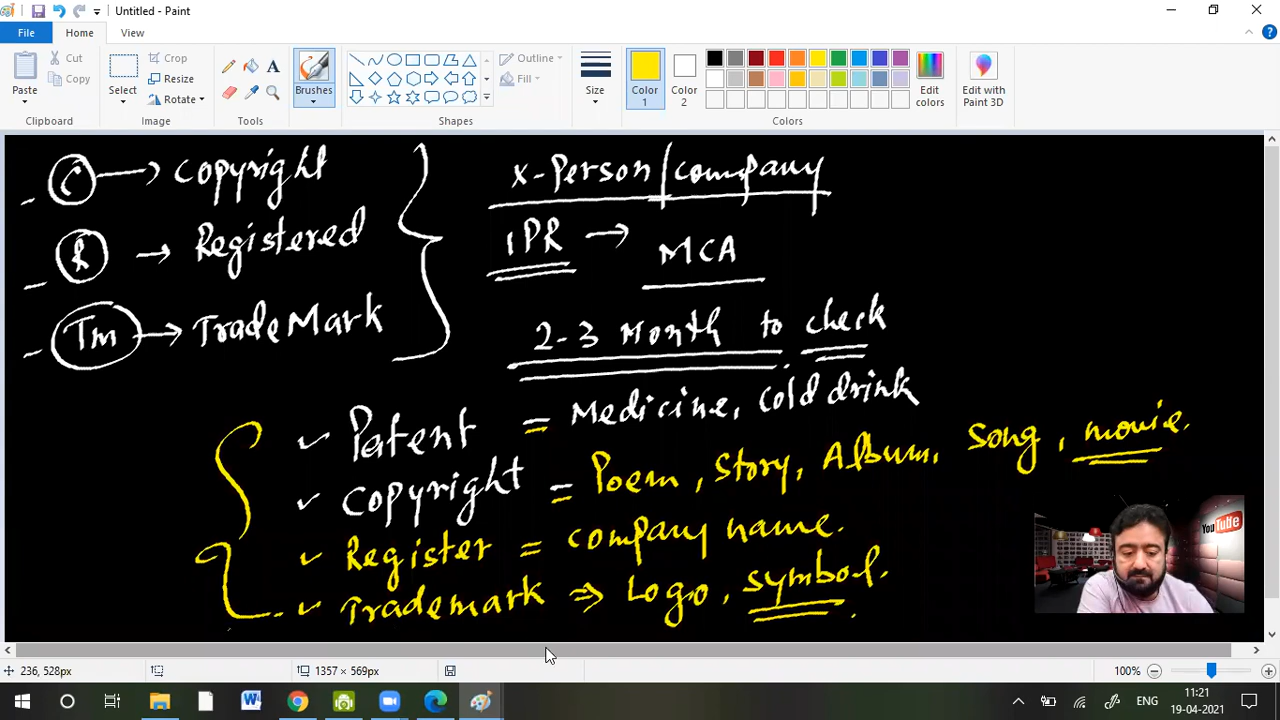 Untitled - Paint
File Home View
Paste Cut Copy Clipboard
Select Crop Resize Rotate Image
A Tools
Brushes
Outline Fill Shapes
Size
Color 1 Color 2 Edit colors Edit with Paint 3D Colors
C → Copyright
R → Registered
Tm → TradeMark
x-Person/company
IPR → MCA
2-3 Month to check
Patent = Medicine, Cold drink
Copyright = Poem, Story, Album, Song, movie.
Register = company name.
Trademark ⇒ Logo, symbol.
You Tube
236, 528px 1357 × 569px 100%
W ENG 11:21
19-04-2021